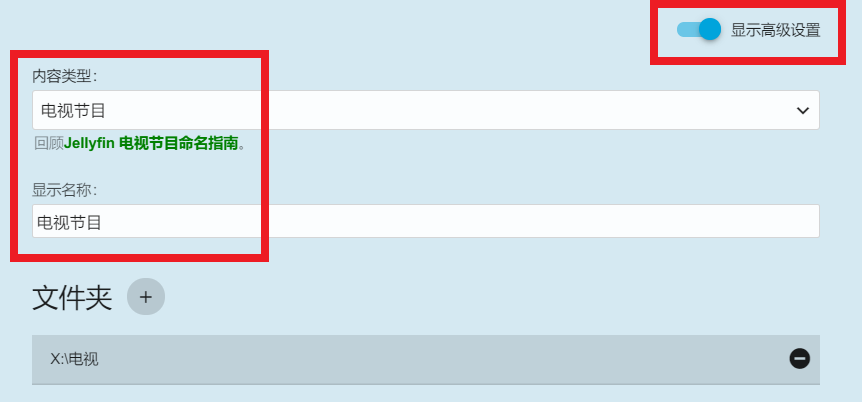 显示高级设置
内容类型:
电视节目
回顾Jellyfin 电视节目命名指南。
显示名称:
电视节目
文件夹
X:\电视